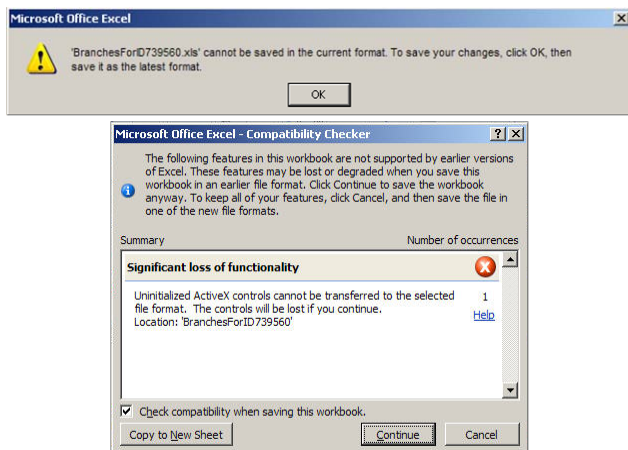 Microsoft Office Excel
'BranchesForID739560.xls' cannot be saved in the current format. To save your changes, click OK, then
save it as the latest format.
OK
Microsoft Office Excel - Compatibility Checker
The following features in this workbook are not supported by earlier versions
of Excel. These features may be lost or degraded when you save this
workbook in an earlier file format. Click Continue to save the workbook
anyway. To keep all of your features, click Cancel, and then save the file in
one of the new file formats.
Summary Number of occurrences
Significant loss of functionality
Uninitialized ActiveX controls cannot be transferred to the selected 1
file format. The controls will be lost if you continue. Help
Location: 'BranchesForID739560'
Check compatibility when saving this workbook.
Copy to New Sheet Continue Cancel